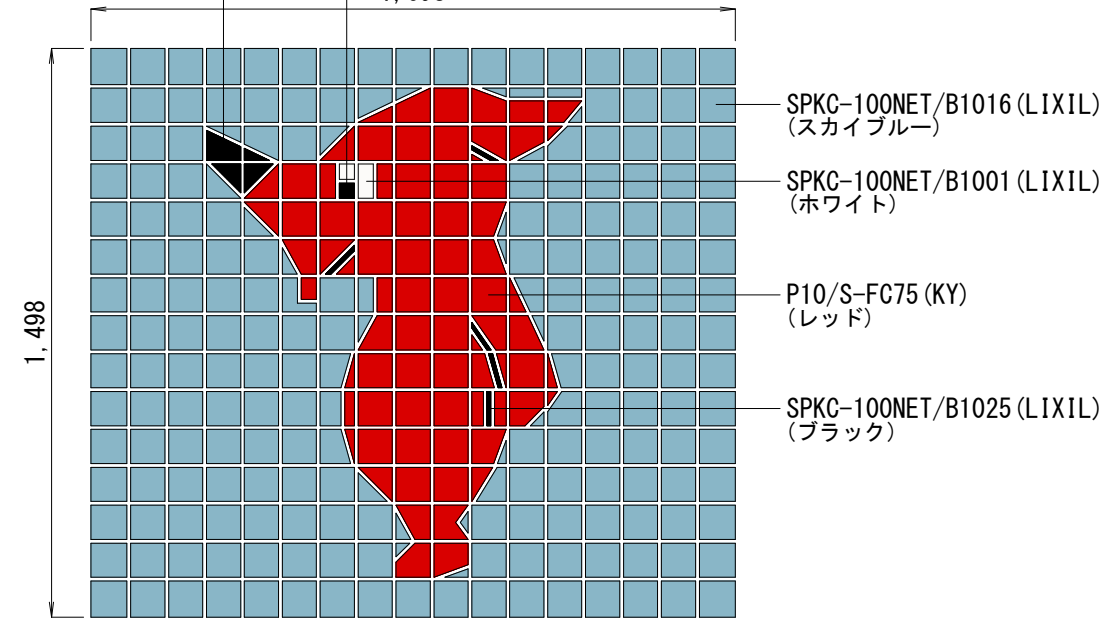 SPKC-100NET/B1016(LIXIL)
(スカイブルー)
SPKC-100NET/B1001(LIXIL)
(ホワイト)
P10/S-FC75(KY)
(レッド)
1,498
SPKC-100NET/B1025(LIXIL)
(ブラック)